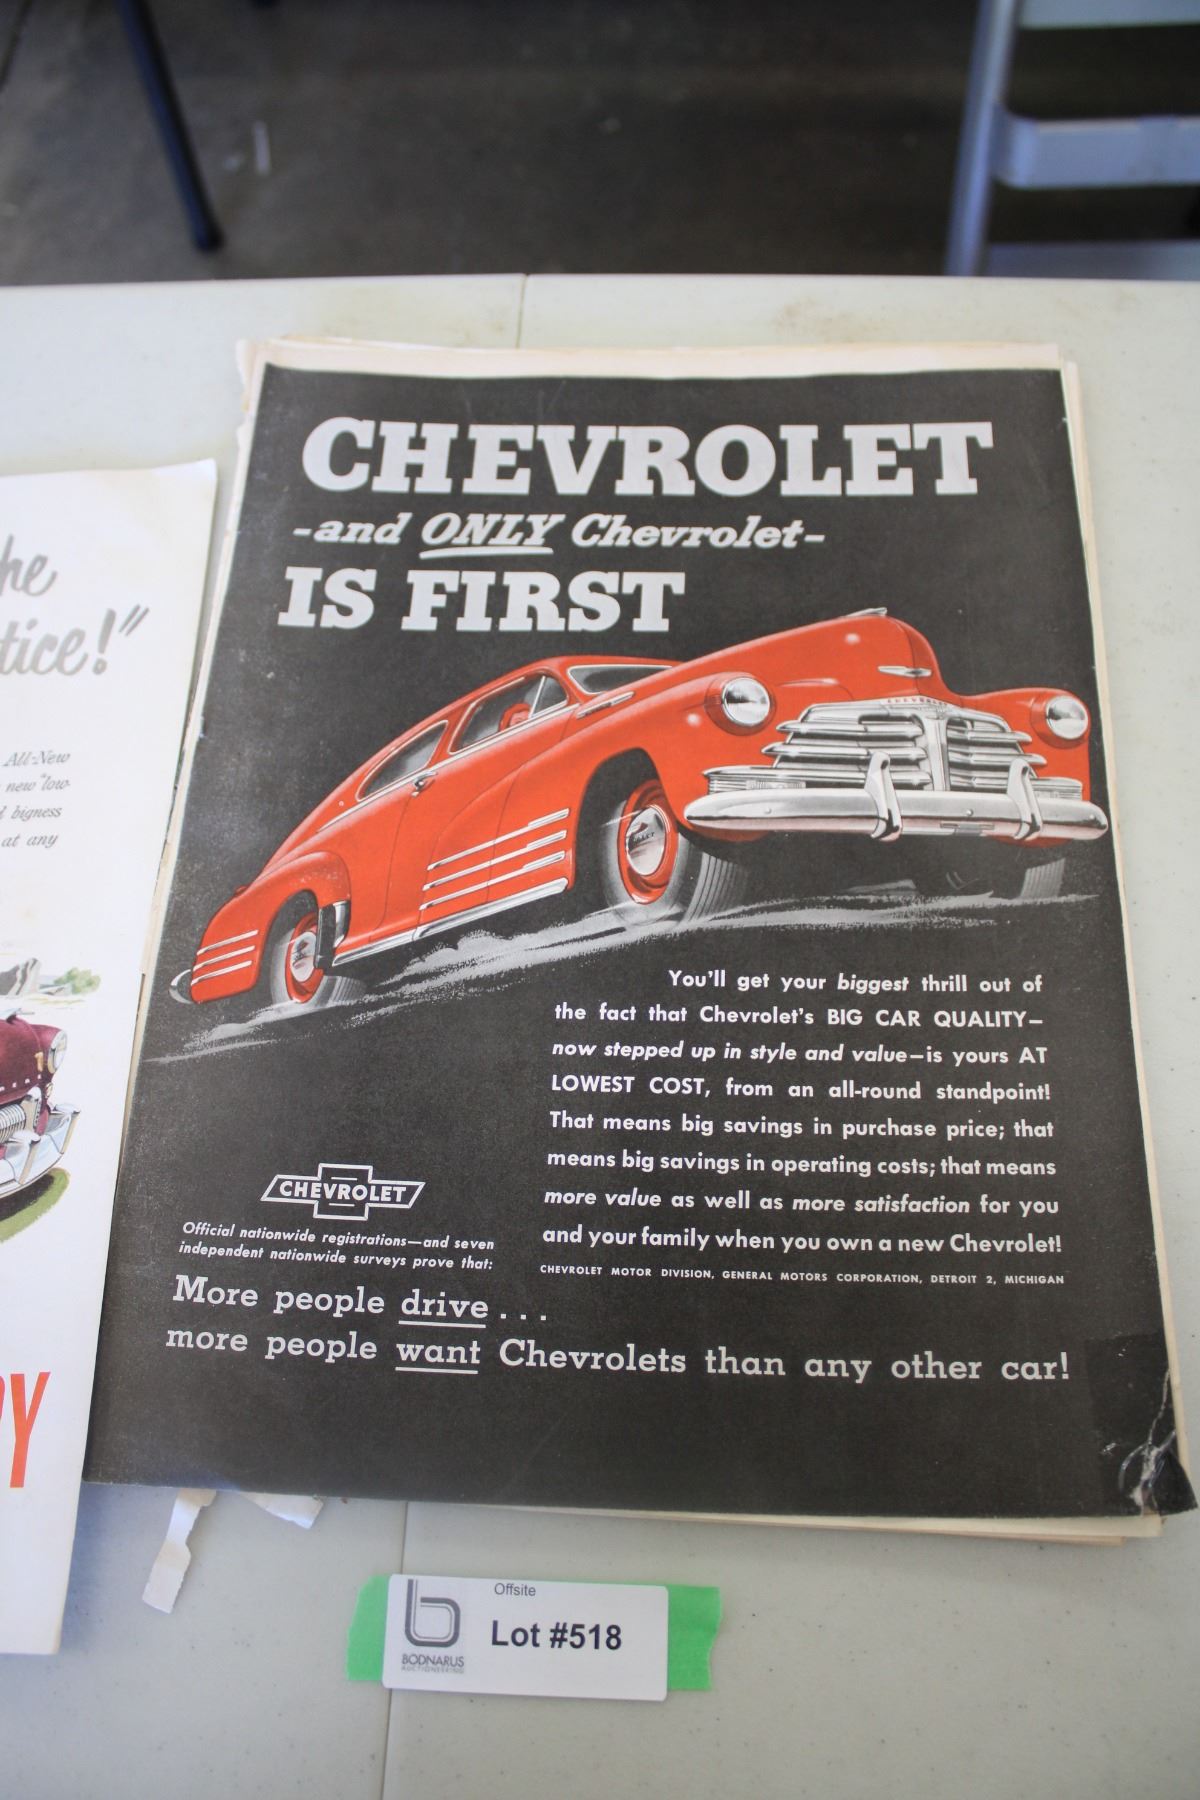 he
tice!"
All-New
new "low-
bigness
at any
CHEVROLET
-and ONLY Chevrolet-
IS FIRST
CHEVROLET
You'll get your biggest thrill out of
the fact that Chevrolet's BIG CAR QUALITY—
now stepped up in style and value—is yours AT
LOWEST COST, from an all-round standpoint!
That means big savings in purchase price; that
means big savings in operating costs; that means
more value as well as more satisfaction for you
and your family when you own a new Chevrolet!
CHEVROLET MOTOR DIVISION, GENERAL MOTORS CORPORATION, DETROIT 2, MICHIGAN
CHEVROLET
Official nationwide registrations—and seven
independent nationwide surveys prove that:
More people drive . . .
more people want Chevrolets than any other car!
Offsite
Lot #518
b
BODNARUS
AUCTIONEERING